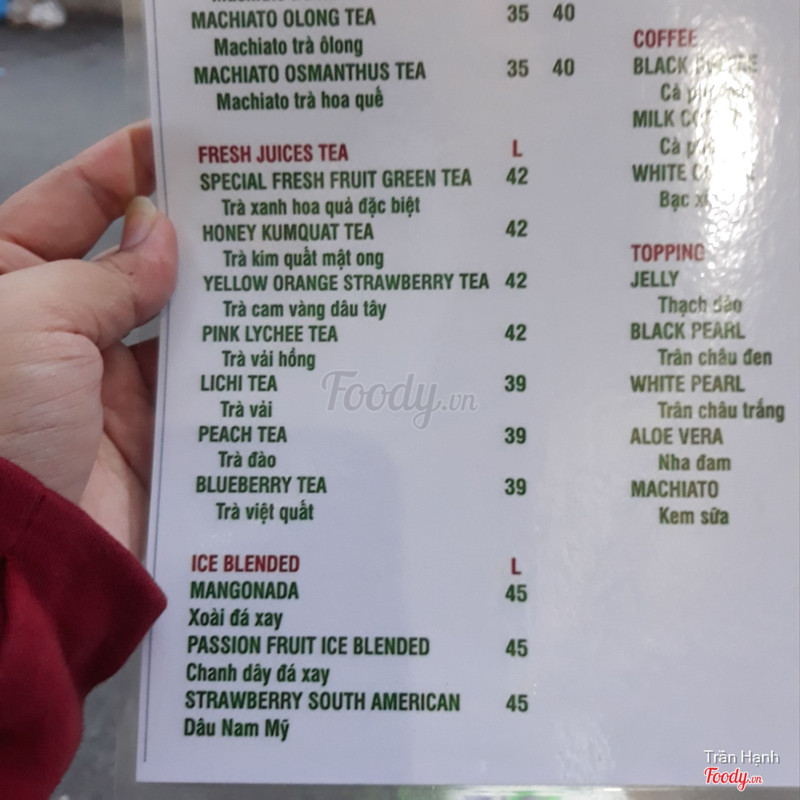 MACHIATO OLONG TEA 35 40
Machiato trà ôlong
MACHIATO OSMANTHUS TEA 35 40
Machiato trà hoa quế
FRESH JUICES TEA L
SPECIAL FRESH FRUIT GREEN TEA 42
Trà xanh hoa quả đặc biệt
HONEY KUMQUAT TEA 42
Trà kim quất mật ong
YELLOW ORANGE STRAWBERRY TEA 42
Trà cam vàng dâu tây
PINK LYCHEE TEA 42
Trà vải hồng
LICHI TEA 39
Trà vải
PEACH TEA 39
Trà đào
BLUEBERRY TEA 39
Trà việt quất
ICE BLENDED L
MANGONADA 45
Xoài đá xay
PASSION FRUIT ICE BLENDED 45
Chanh dây đá xay
STRAWBERRY SOUTH AMERICAN 45
Dâu Nam Mỹ
COFFEE
BLACK
Cà
MILK
Cà
WHITE
Bạc
TOPPING
JELLY
Thạch đào
BLACK PEARL
Trân châu đen
WHITE PEARL
Trân châu trắng
ALOE VERA
Nha đam
MACHIATO
Kem sữa
Foody.vn
Trần Hạnh
Foody.vn